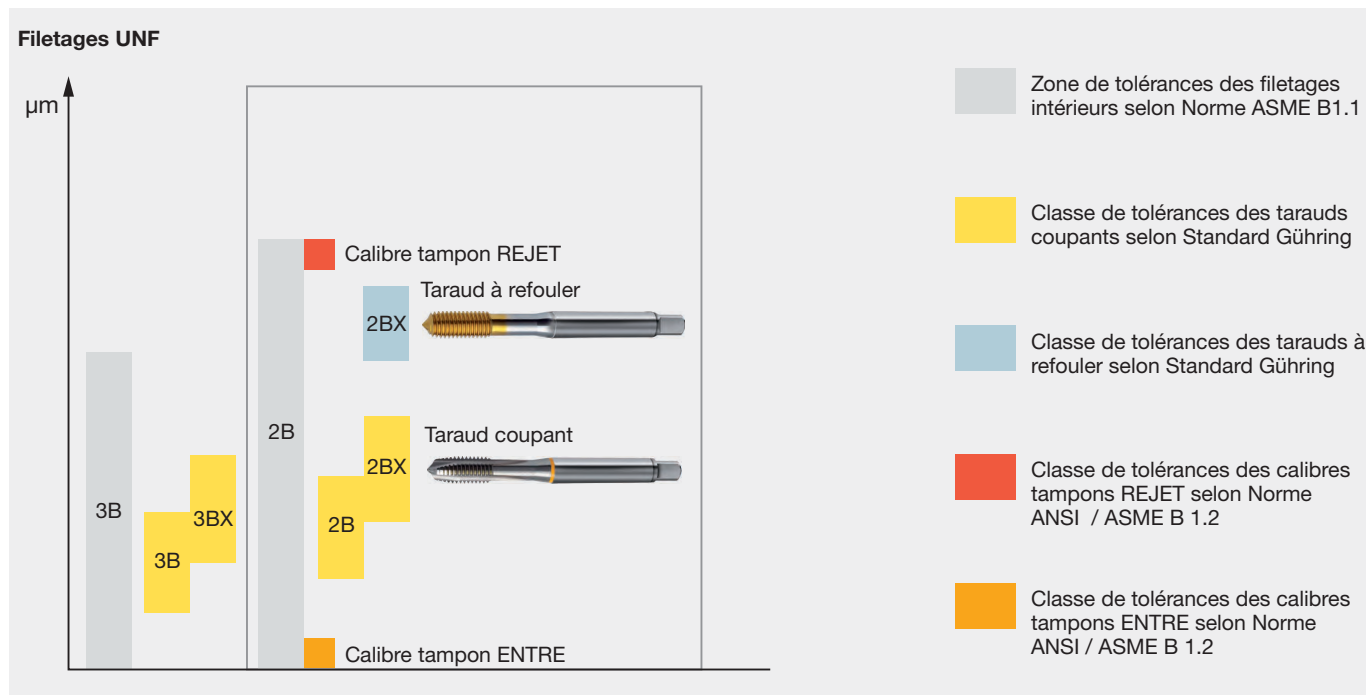 Filetages UNF
µm
Calibre tampon REJET
Taraud à refouler
2BX
2B
Taraud coupant
2BX
2B
3B
3BX
3B
Calibre tampon ENTRE
Zone de tolérances des filetages
intérieurs selon Norme ASME B1.1
Classe de tolérances des tarauds
coupants selon Standard Gühring
Classe de tolérances des tarauds à
refouler selon Standard Gühring
Classe de tolérances des calibres
tampons REJET selon Norme
ANSI / ASME B 1.2
Classe de tolérances des calibres
tampons ENTRE selon Norme
ANSI / ASME B 1.2